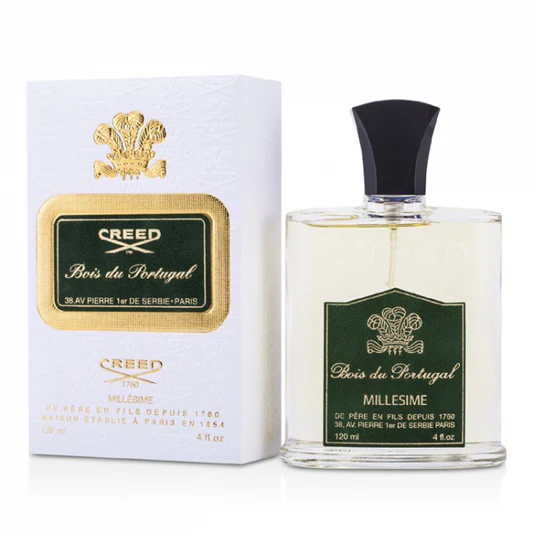 CREED
TM
Bois du Portugal
38, AV PIERRE 1er DE SERBIE • PARIS
CREED
1760
MILLÉSIME
DE PÈRE EN FILS DEPUIS 1760
MAISON ÉTABLIE À PARIS EN 1854
120 ml 4 fl.oz
Bois du Portugal
MILLESIME
DE PÈRE EN FILS DEPUIS 1760
38, AV. PIERRE 1er DE SERBIE PARIS
120 ml 4 fl.oz